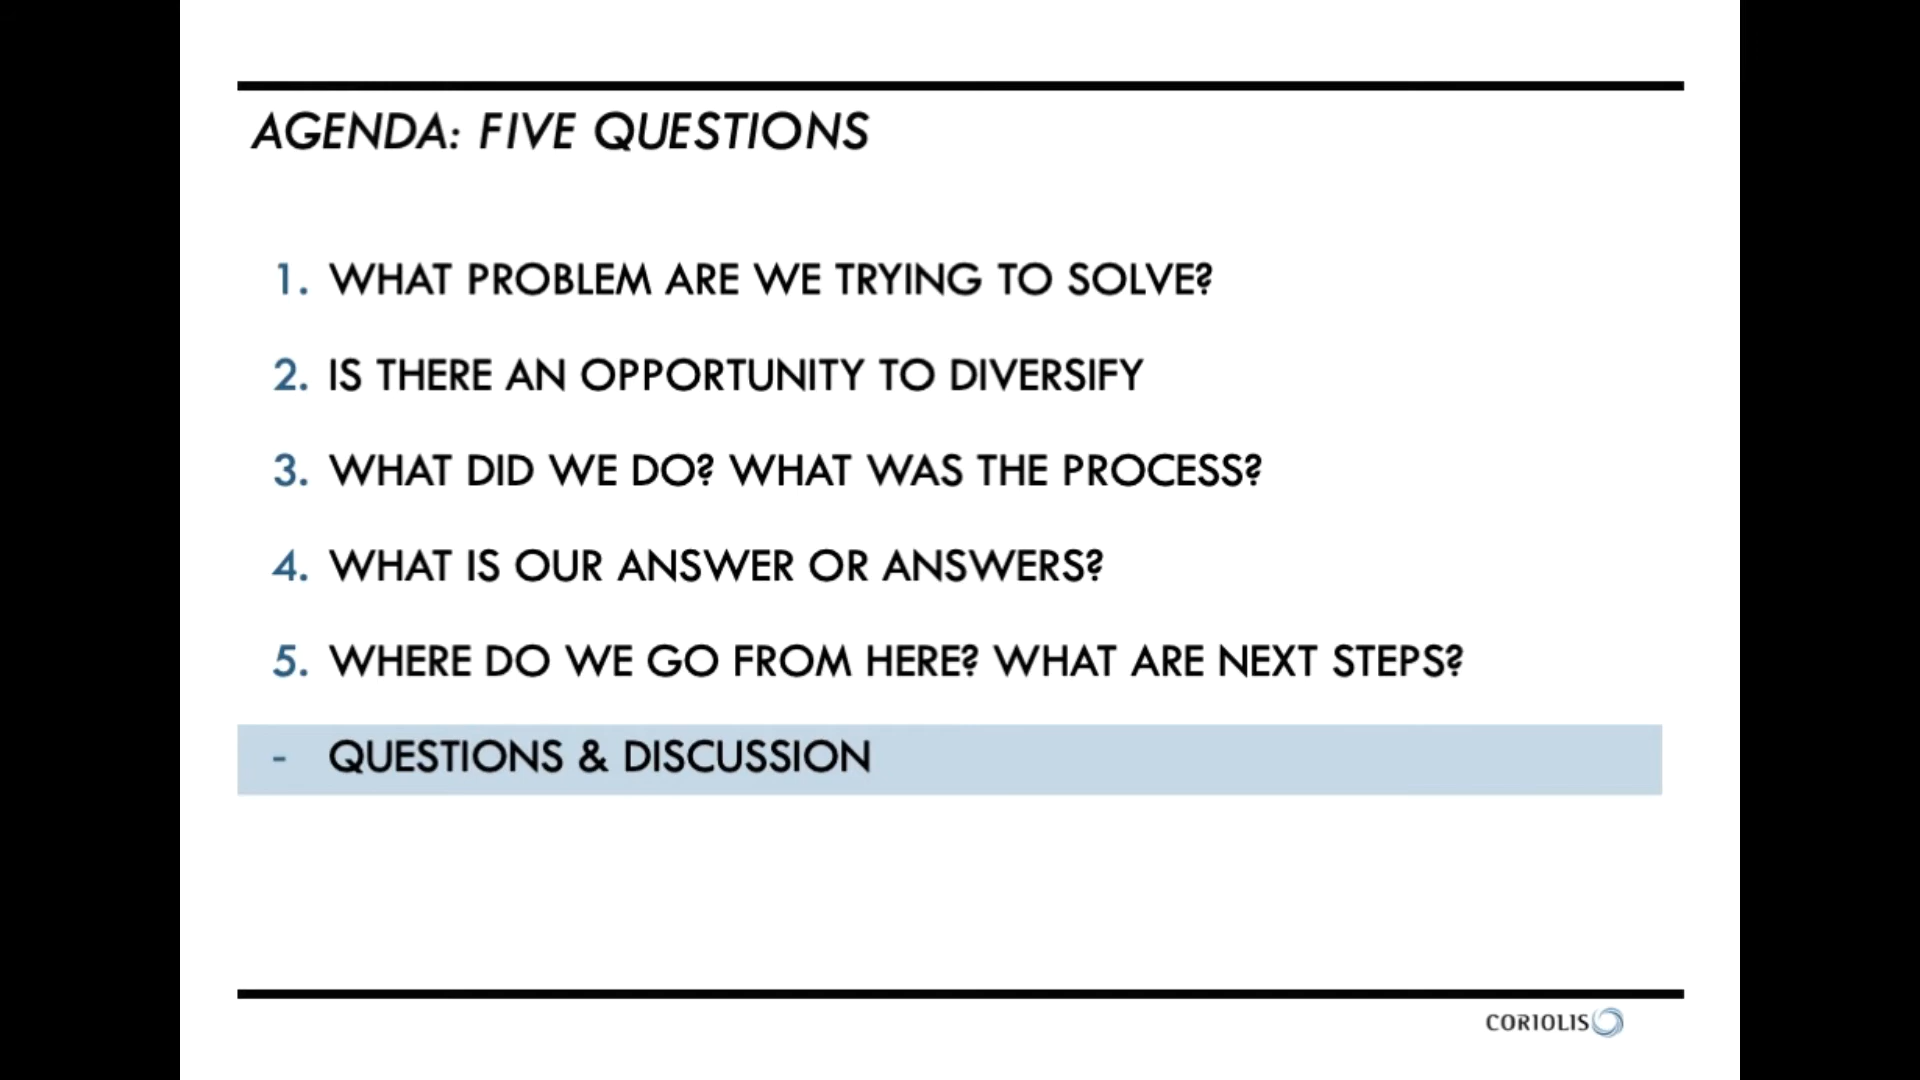 AGENDA: FIVE QUESTIONS
1. WHAT PROBLEM ARE WE TRYING TO SOLVE?
2. IS THERE AN OPPORTUNITY TO DIVERSIFY
3. WHAT DID WE DO? WHAT WAS THE PROCESS?
4. WHAT IS OUR ANSWER OR ANSWERS?
5. WHERE DO WE GO FROM HERE? WHAT ARE NEXT STEPS?
- QUESTIONS & DISCUSSION
CORIOLIS